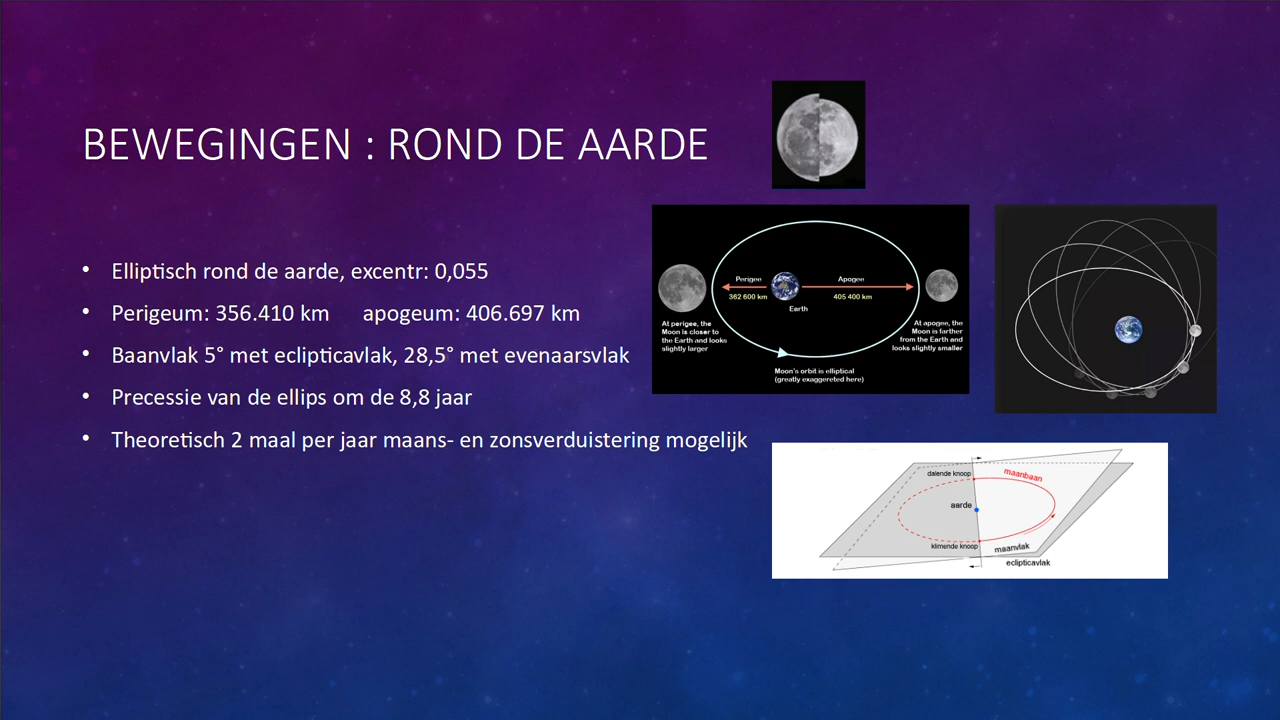 BEWEGINGEN : ROND DE AARDE
• Elliptisch rond de aarde, excentr: 0,055
• Perigeum: 356.410 km apogeum: 406.697 km
• Baanvlak 5° met eclipticavlak, 28,5° met evenaarsvlak
• Precessie van de ellips om de 8,8 jaar
• Theoretisch 2 maal per jaar maans- en zonsverduistering mogelijk
Perigee
Apogee
362 600 km
405 400 km
Earth
At perigee, the
Moon is closer to
the Earth and looks
slightly larger
At apogee, the
Moon is farther
from the Earth and
looks slightly smaller
Moon's orbit is elliptical
(greatly exaggereted here)
dalende knoop
maanbaan
aarde
klimende knoop
maanvlak
eclipticavlak